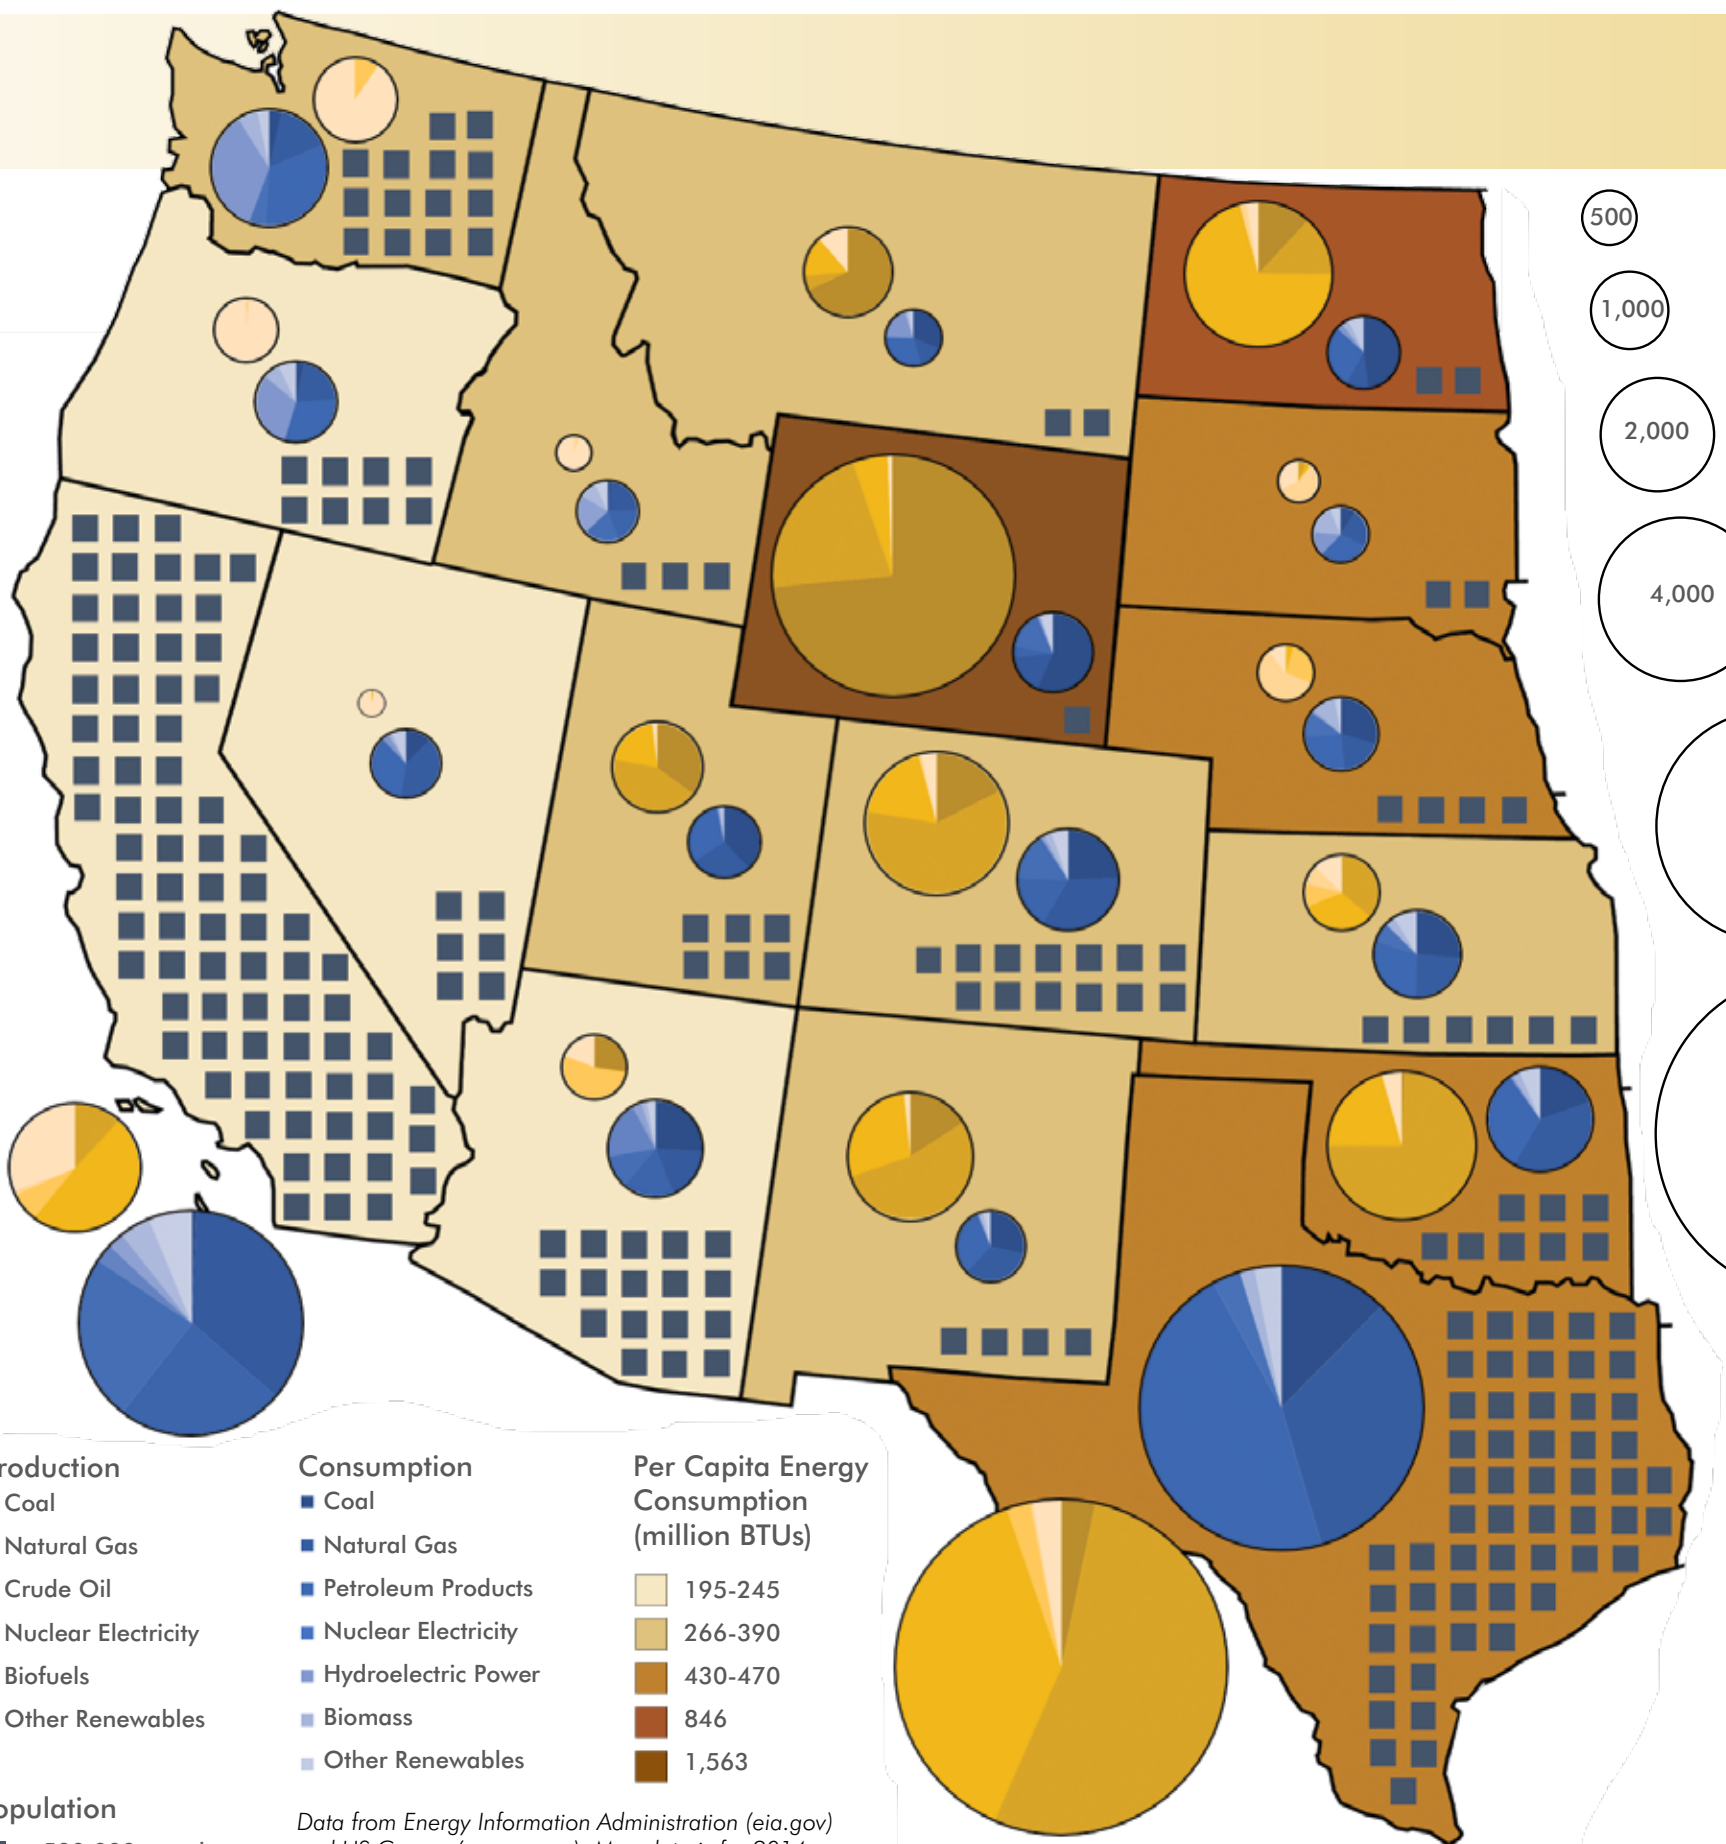 500
1,000
2,000
4,000
roduction
Coal
Natural Gas
Crude Oil
Nuclear Electricity
Biofuels
Other Renewables
opulation
Consumption
Coal
Natural Gas
Petroleum Products
Nuclear Electricity
Hydroelectric Power
Biomass
Other Renewables
Per Capita Energy
Consumption
(million BTUs)
195-245
266-390
430-470
846
1,563
Data from Energy Information Administration (eia.gov)